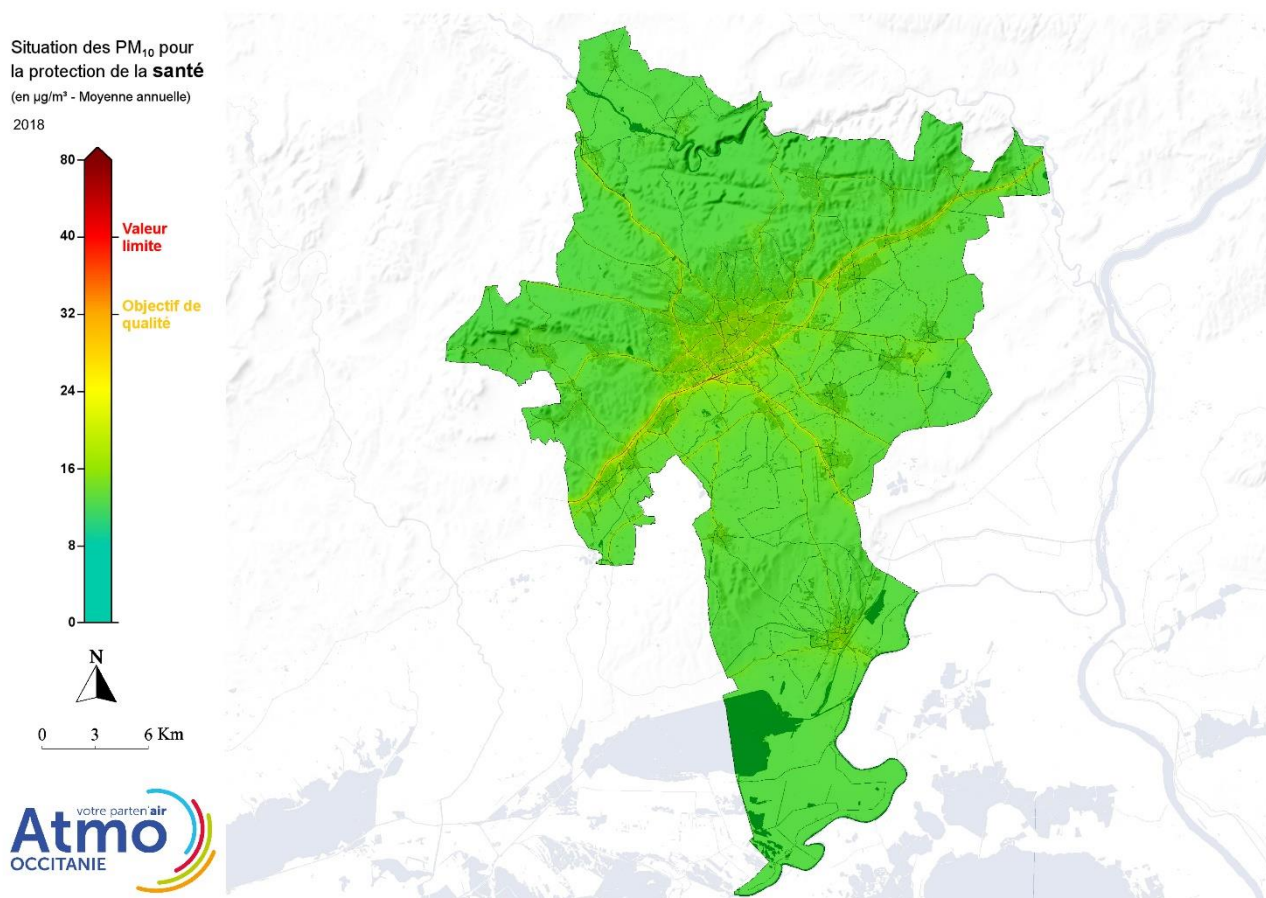 Situation des PM₁₀ pour
la protection de la santé
(en µg/m³ - Moyenne annuelle)
2018
80
40
Valeur
limite
32
Objectif de
qualité
24
16
8
0
N
0 3 6 Km
votre parten'air
Atmo
OCCITANIE